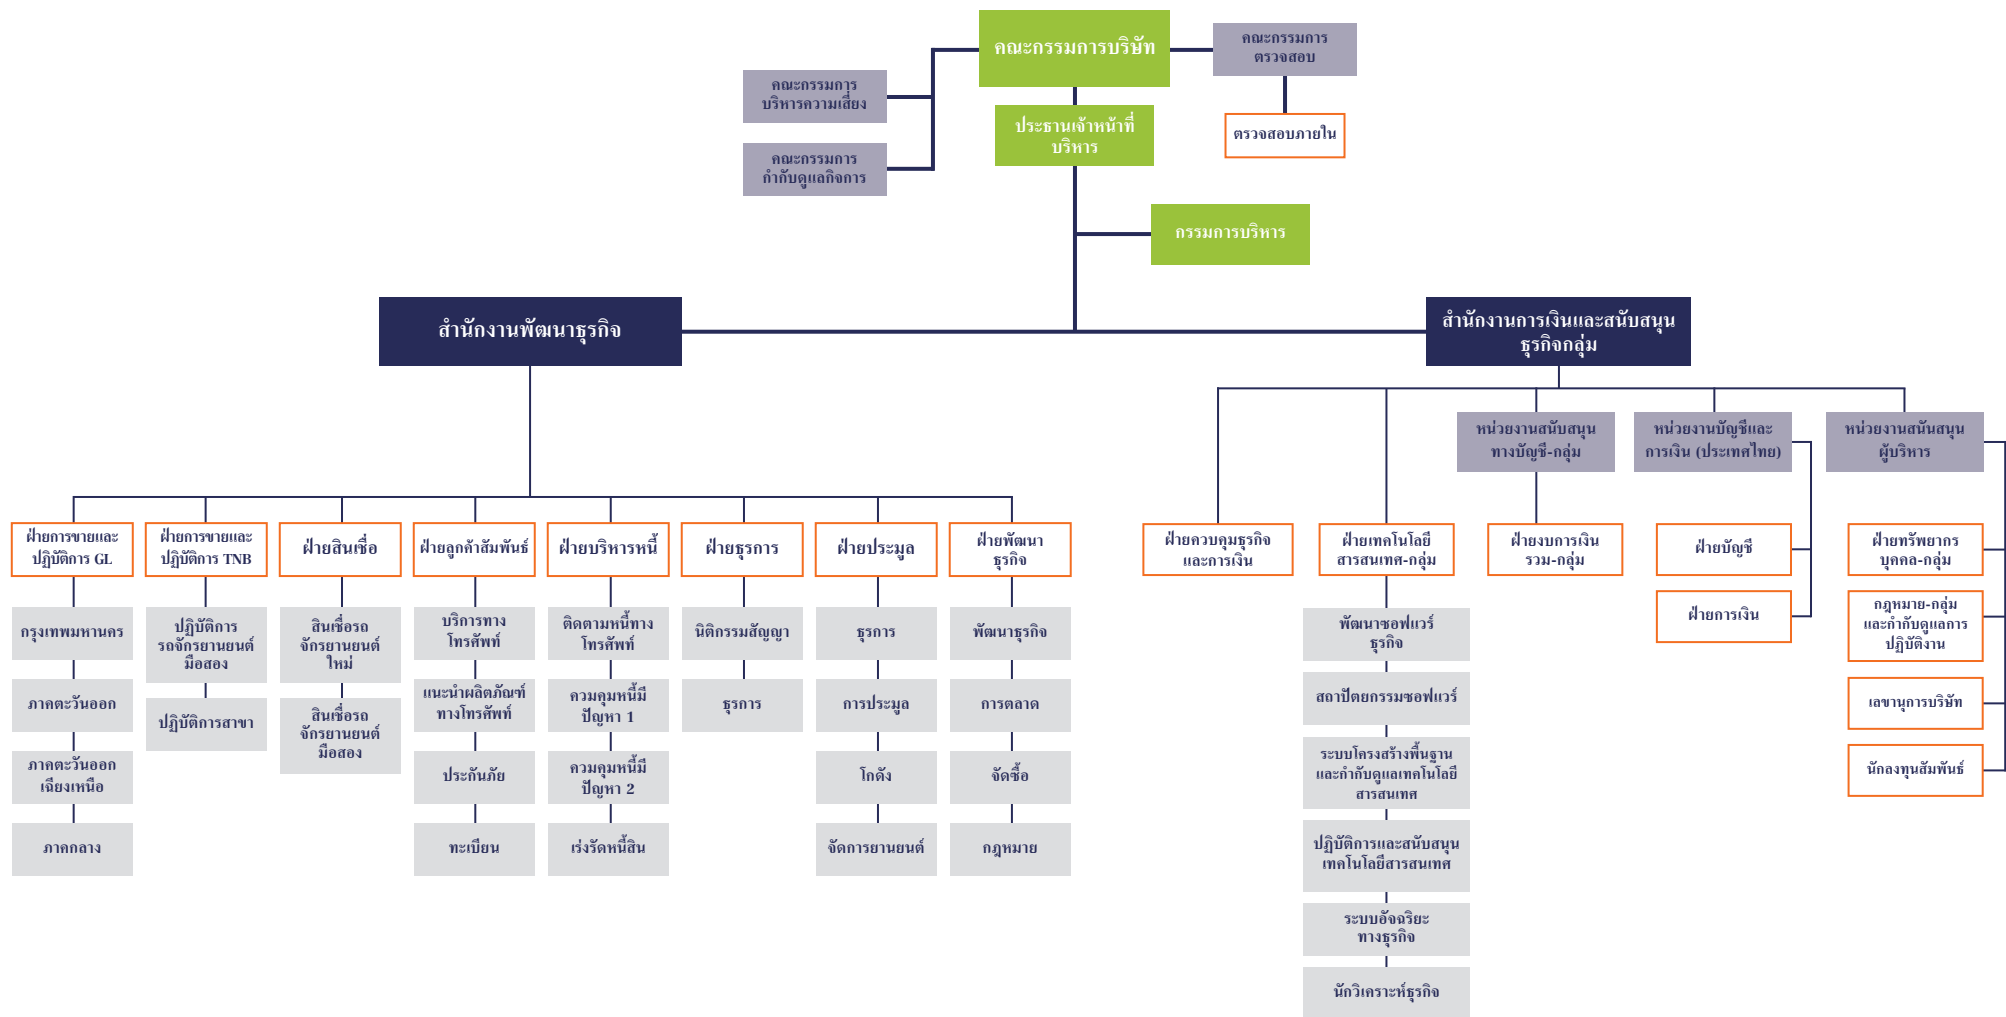 คณะกรรมการบริษัท
คณะกรรมการ
ตรวจสอบ
คณะกรรมการ
บริหารความเสี่ยง
ประธานเจ้าหน้าที่
บริหาร
ตรวจสอบภายใน
คณะกรรมการ
กำกับดูแลกิจการ
กรรมการบริหาร
สำนักงานพัฒนาธุรกิจ
สำนักงานการเงินและสนับสนุน
ธุรกิจกลุ่ม
หน่วยงานสนับสนุน
ทางบัญชี-กลุ่ม
หน่วยงานบัญชีและ
การเงิน (ประเทศไทย)
หน่วยงานสนันสนุน
ผู้บริหาร
ฝ่ายการขายและ
ปฏิบัติการ GL
กรุงเทพมหานคร
ภาคตะวันออก
ภาคตะวันออก
เฉียงเหนือ
ภาคกลาง
ฝ่ายการขายและ
ปฏิบัติการ TNB
ปฏิบัติการ
รถจักรยานยนต์
มือสอง
ปฏิบัติการสาขา
ฝ่ายสินเชื่อ
สินเชื่อรถ
จักรยานยนต์
ใหม่
สินเชื่อรถ
จักรยานยนต์
มือสอง
ฝ่ายลูกค้าสัมพันธ์
บริการทาง
โทรศัพท์
แนะนำผลิตภัณฑ์
ทางโทรศัพท์
ประกันภัย
ทะเบียน
ฝ่ายบริหารหนี้
ติดตามหนี้ทาง
โทรศัพท์
ควมคุมหนี้มี
ปัญหา 1
ควมคุมหนี้มี
ปัญหา 2
เร่งรัดหนี้สิน
ฝ่ายธุรการ
นิติกรรมสัญญา
ธุรการ
ฝ่ายประมูล
ธุรการ
การประมูล
โกดัง
จัดการยานยนต์
ฝ่ายพัฒนา
ธุรกิจ
พัฒนาธุรกิจ
การตลาด
จัดซื้อ
กฎหมาย
ฝ่ายควบคุมธุรกิจ
และการเงิน
ฝ่ายเทคโนโลยี
สารสนเทศ-กลุ่ม
พัฒนาซอฟแวร์
ธุรกิจ
สถาปัตยกรรมซอฟแวร์
ระบบโครงสร้างพื้นฐาน
และกำกับดูแลเทคโนโลยี
สารสนเทศ
ปฏิบัติการและสนับสนุน
เทคโนโลยีสารสนเทศ
ระบบอัจฉริยะ
ทางธุรกิจ
นักวิเคราะห์ธุรกิจ
ฝ่ายงบการเงิน
รวม-กลุ่ม
ฝ่ายบัญชี
ฝ่ายการเงิน
ฝ่ายทรัพยากร
บุคคล-กลุ่ม
กฎหมาย-กลุ่ม
และกำกับดูแลการ
ปฏิบัติงาน
เลขานุการบริษัท
นักลงทุนสัมพันธ์